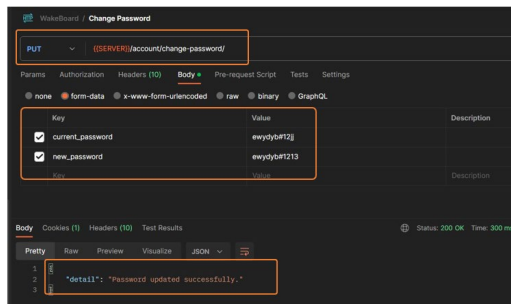 WakeBoard / Change Password
PUT {{SERVER}}/account/change-password/
Params Authorization Headers (10) Body Pre-request Script Tests Settings
none form-data x-www-form-urlencoded raw binary GraphQL
Key Value Description
current_password ewydyb#12jj
new_password ewydyb#1213
Key Value Description
Body Cookies (1) Headers (10) Test Results Status: 200 OK Time: 300 m
Pretty Raw Preview Visualize JSON
1 {
2 "detail": "Password updated successfully."
3 }